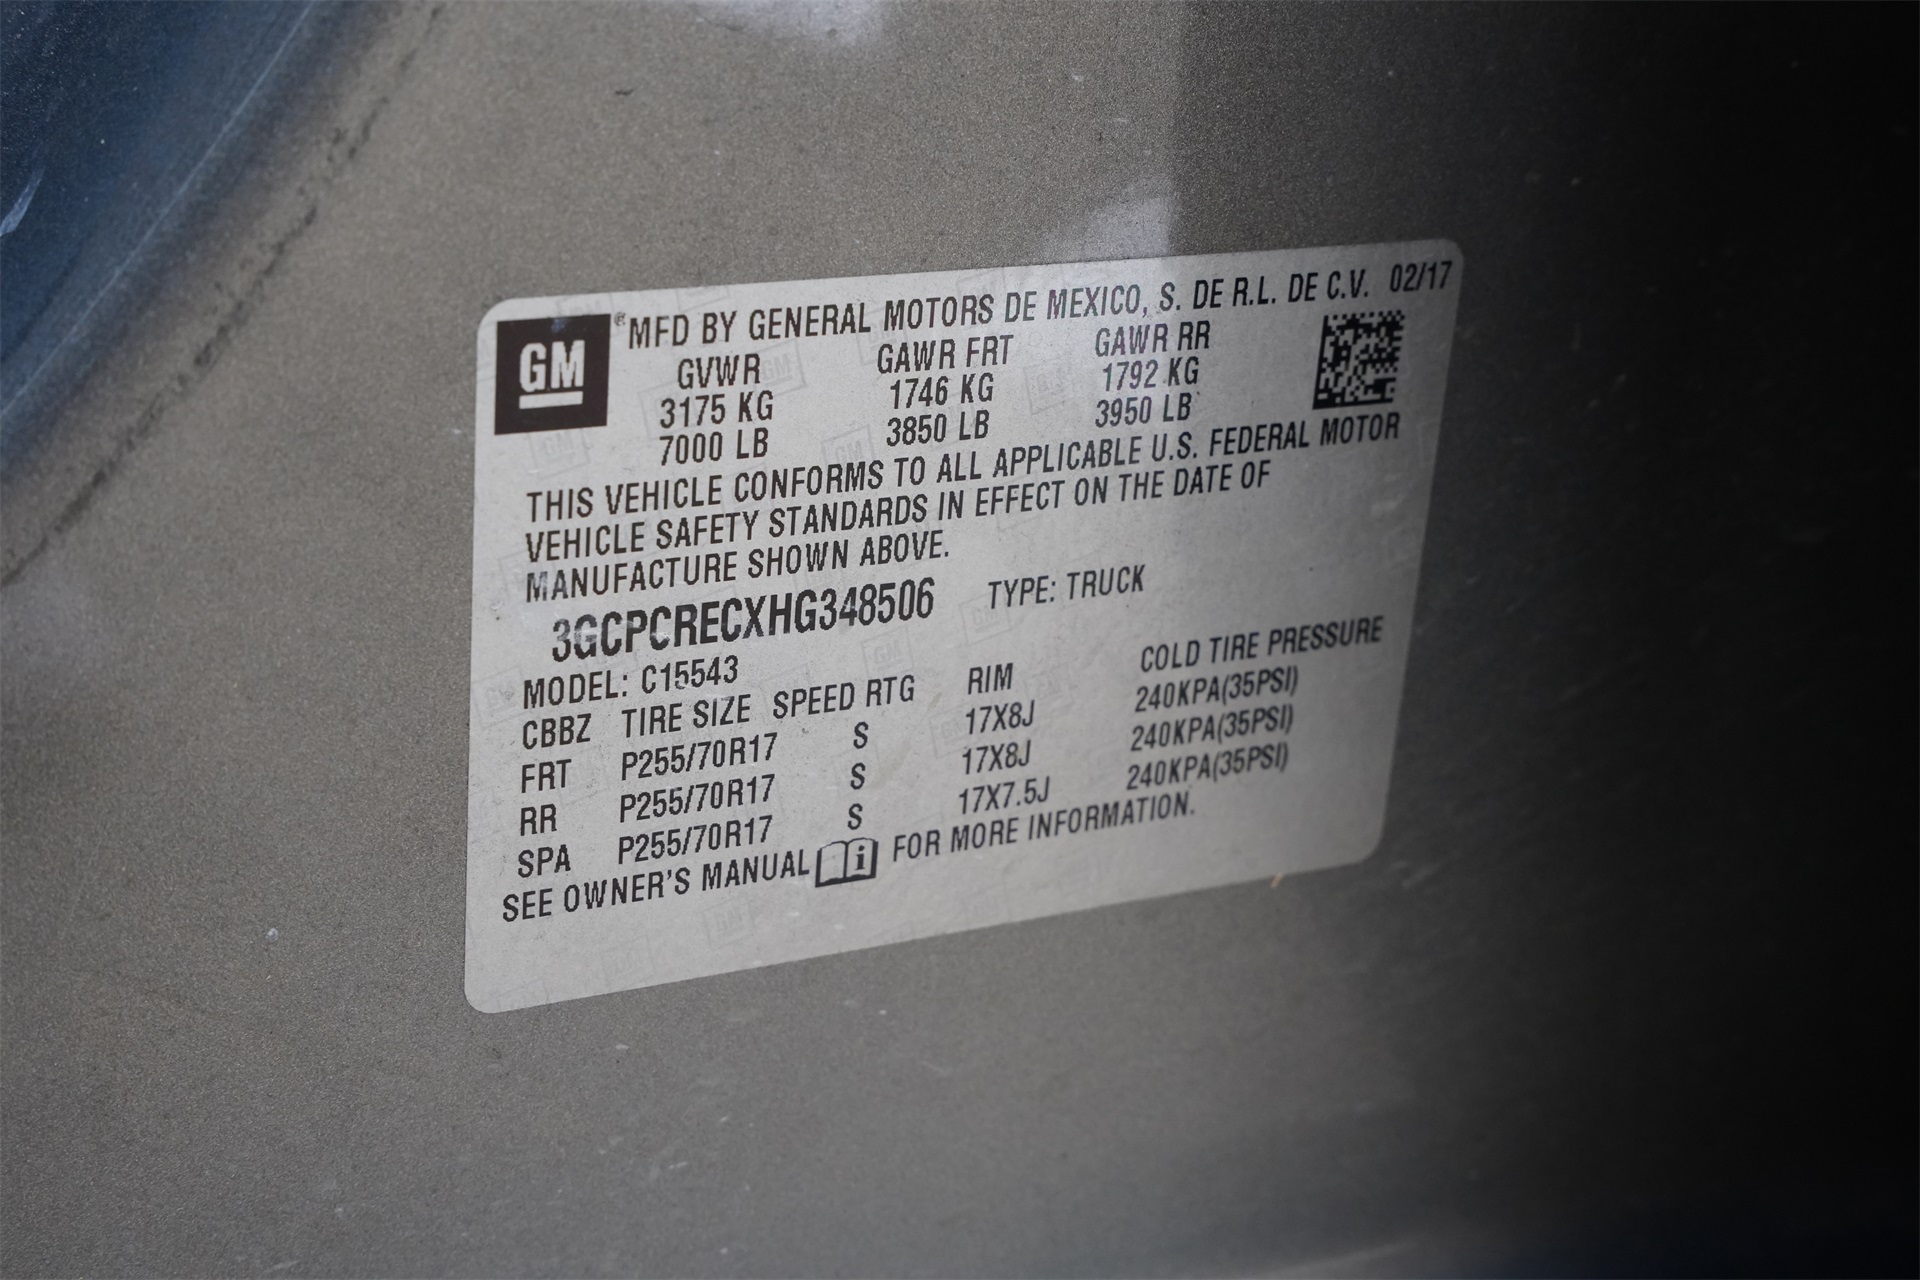 GM ® MFD BY GENERAL MOTORS DE MEXICO, S. DE R.L. DE C.V. 02/17
GVWR GAWR FRT GAWR RR
3175 KG 1746 KG 1792 KG
7000 LB 3850 LB 3950 LB
THIS VEHICLE CONFORMS TO ALL APPLICABLE U.S. FEDERAL MOTOR
VEHICLE SAFETY STANDARDS IN EFFECT ON THE DATE OF
MANUFACTURE SHOWN ABOVE.
3GCPCRECXHG348506 TYPE: TRUCK
MODEL: C15543
CBBZ TIRE SIZE SPEED RTG RIM COLD TIRE PRESSURE
FRT P255/70R17 S 17X8J 240KPA(35PSI)
RR P255/70R17 S 17X8J 240KPA(35PSI)
SPA P255/70R17 S 17X7.5J 240KPA(35PSI)
SEE OWNER'S MANUAL i FOR MORE INFORMATION.